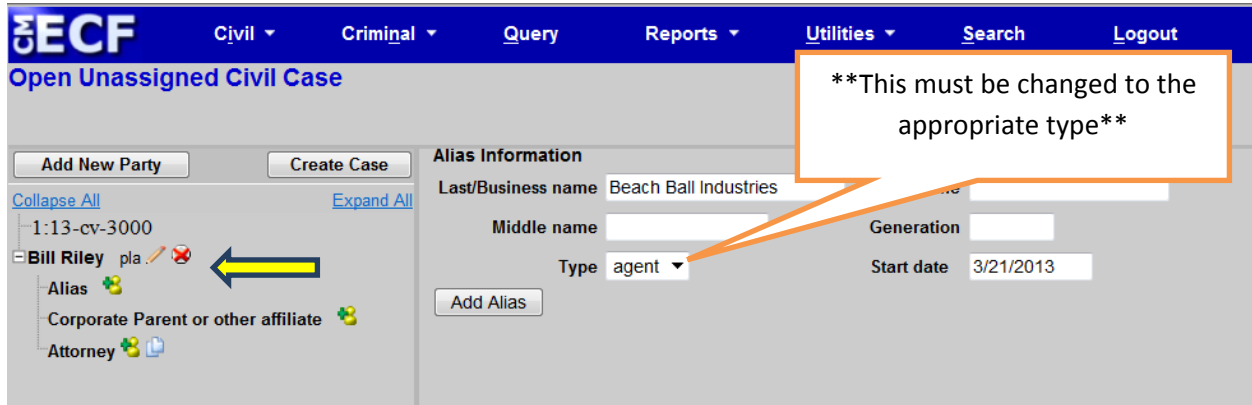 CM
ECF Civil Criminal Query Reports Utilities Search Logout
Open Unassigned Civil Case
**This must be changed to the
appropriate type**
Add New Party Create Case
Collapse All Expand All
1:13-cv-3000
Bill Riley pla
Alias
Corporate Parent or other affiliate
Attorney
Alias Information
Last/Business name Beach Ball Industries
Middle name Generation
Type agent Start date 3/21/2013
Add Alias